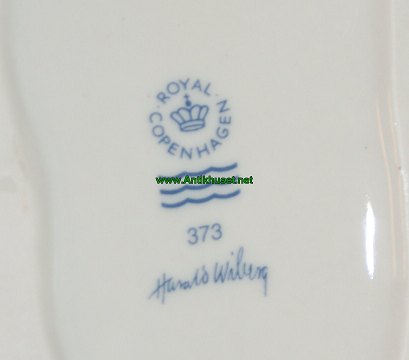 ROYAL
COPENHAGEN
www.Antikhuset.net
373
Harald Wiberg